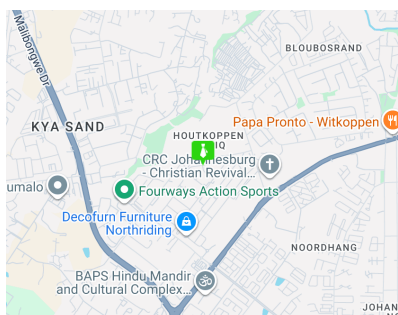 Malibongwe Dr
BLOUBOSRAND
Papa Pronto - Witkoppen
KYA SAND
HOUTKOPPEN
IQ
CRC Johannesburg
- Christian Revival...
umalo
Fourways Action Sports
Decofurn Furniture
Northriding
NOORDHANG
BAPS Hindu Mandir
and Cultural Complex...
JOHAN